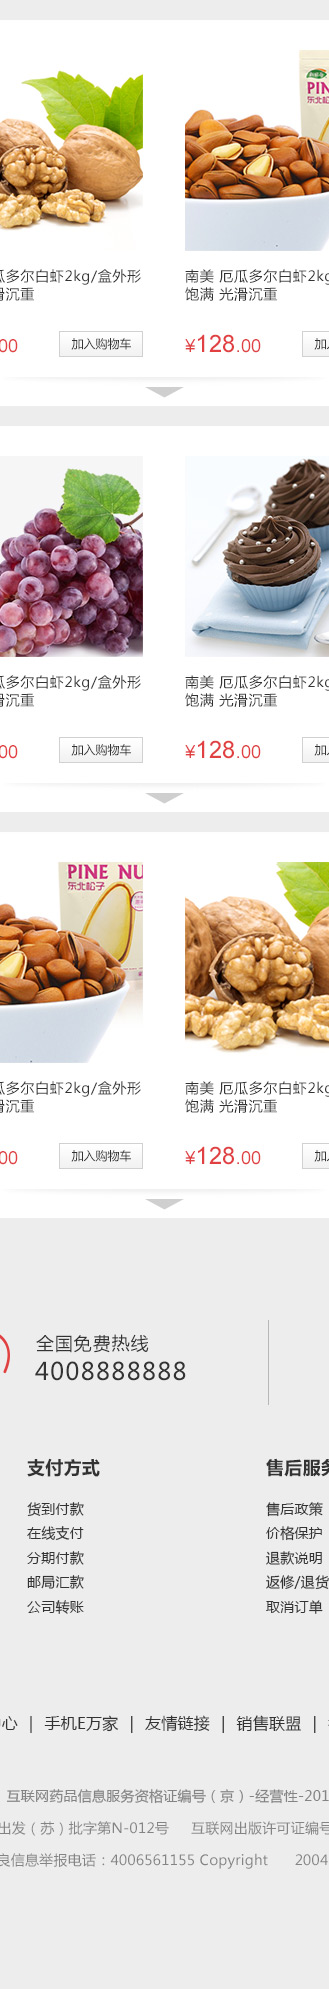 PINE
东北松
瓜多尔白虾2kg/盒外形
滑沉重
南美 厄瓜多尔白虾2kg
饱满 光滑沉重
00
加入购物车
¥128.00
加入
瓜多尔白虾2kg/盒外形
滑沉重
南美 厄瓜多尔白虾2kg
饱满 光滑沉重
00
加入购物车
¥128.00
加入
PINE NU
东北松子
瓜多尔白虾2kg/盒外形
滑沉重
南美 厄瓜多尔白虾2kg
饱满 光滑沉重
00
加入购物车
¥128.00
加入
全国免费热线
4008888888
支付方式
货到付款
在线支付
分期付款
邮局汇款
公司转账
售后服务
售后政策
价格保护
退款说明
返修/退货
取消订单
心 | 手机E万家 | 友情链接 | 销售联盟 |
互联网药品信息服务资格证编号（京）-经营性-201
出发（苏）批字第N-012号 互联网出版许可证编号
良信息举报电话：4006561155 Copyright 2004